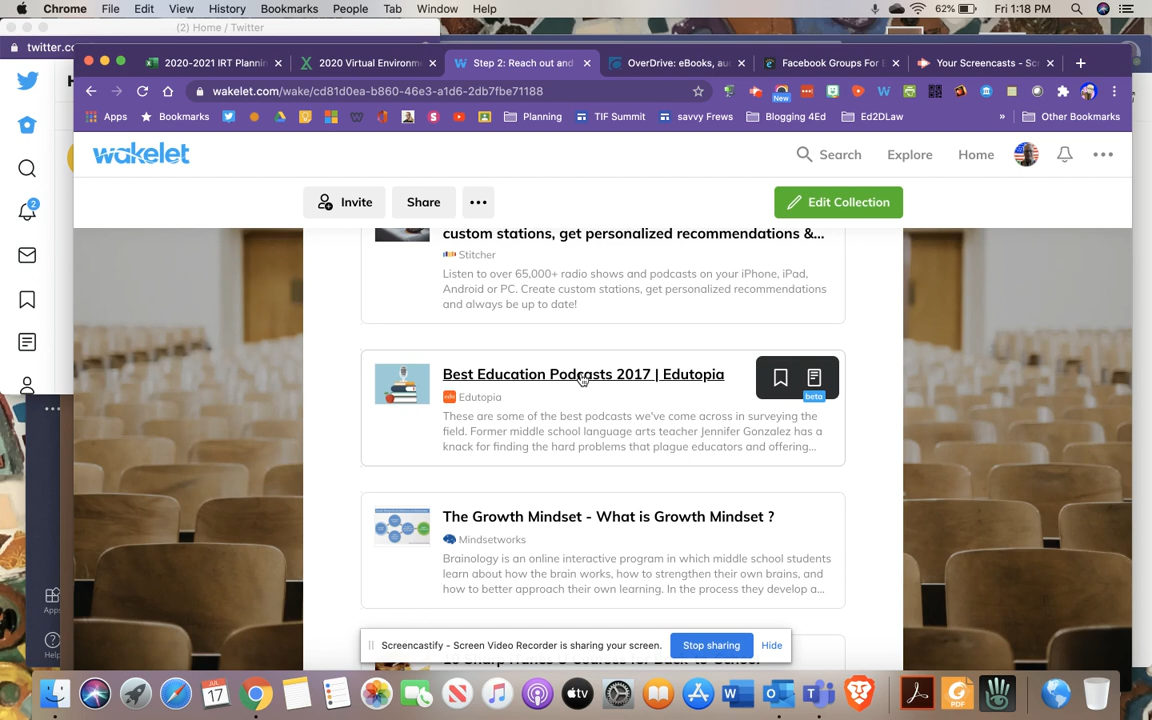 Chrome File Edit View History Bookmarks People Tab Window Help 62% Fri 1:18 PM
(2) Home / Twitter
twitter.co
2020-2021 IRT Plannin
2020 Virtual Environm
Step 2: Reach out and
OverDrive: eBooks, au
Facebook Groups For
Your Screencasts - Sc
wakelet.com/wake/cd81d0ea-b860-46e3-a1d6-2db7fbe71188
New
Apps Bookmarks Planning TIF Summit savvy Frews Blogging 4Ed Ed2DLaw » Other Bookmarks
wakelet Search Explore Home
Invite Share Edit Collection
2
custom stations, get personalized recommendations &...
Stitcher
Listen to over 65,000+ radio shows and podcasts on your iPhone, iPad,
Android or PC. Create custom stations, get personalized recommendations
and always be up to date!
Best Education Podcasts 2017 | Edutopia
beta
Edutopia
These are some of the best podcasts we've come across in surveying the
field. Former middle school language arts teacher Jennifer Gonzalez has a
knack for finding the hard problems that plague educators and offering...
The Growth Mindset - What is Growth Mindset ?
Mindsetworks
Brainology is an online interactive program in which middle school students
learn about how the brain works, how to strengthen their own brains, and
how to better approach their own learning. In the process they develop a...
Apps
Help
Screencastify - Screen Video Recorder is sharing your screen. Stop sharing Hide
JUL
17
tv
PDF